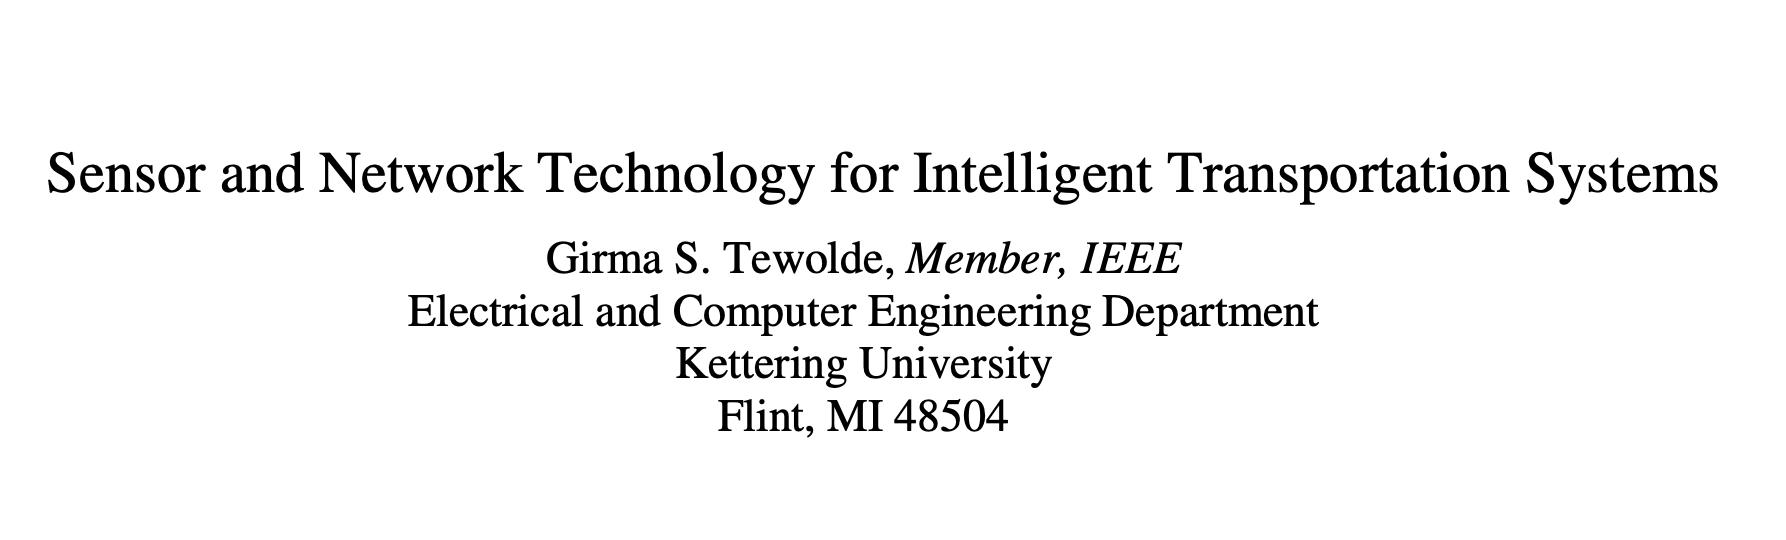 Sensor and Network Technology for Intelligent Transportation Systems
Girma S. Tewolde, Member, IEEE
Electrical and Computer Engineering Department
Kettering University
Flint, MI 48504